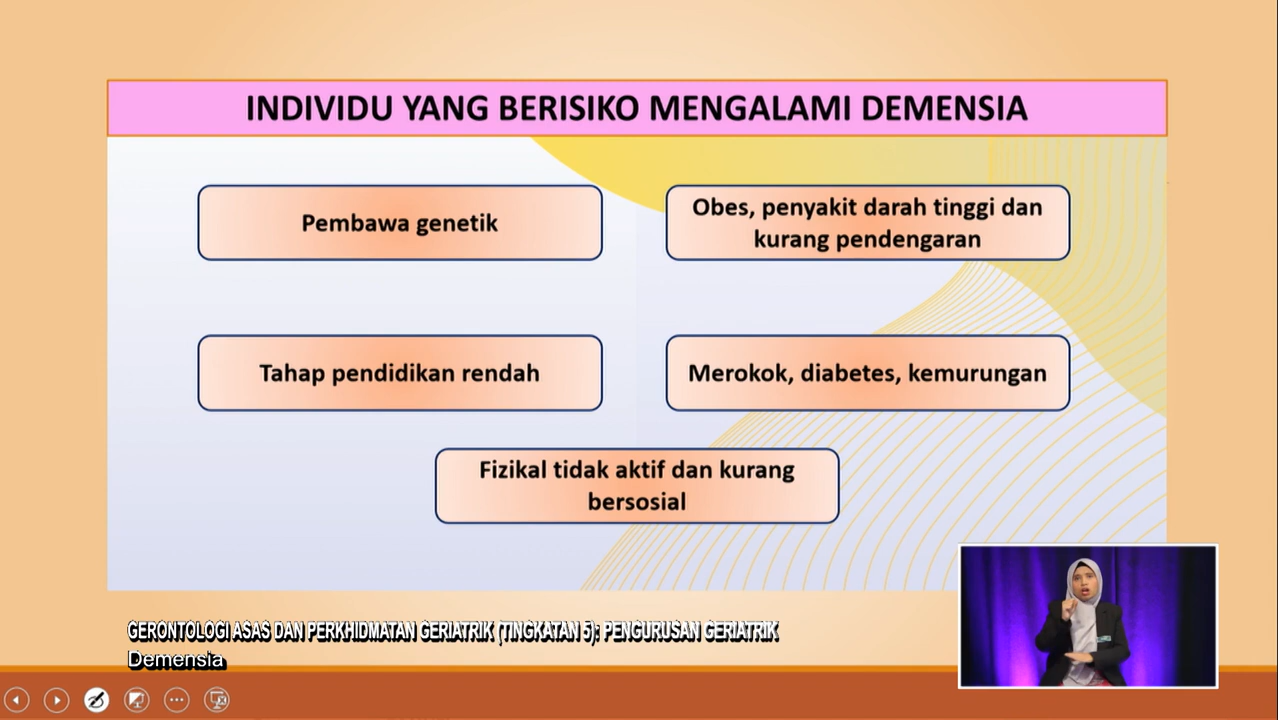 INDIVIDU YANG BERISIKO MENGALAMI DEMENSIA
Pembawa genetik
Obes, penyakit darah tinggi dan
kurang pendengaran
Tahap pendidikan rendah
Merokok, diabetes, kemurungan
Fizikal tidak aktif dan kurang
bersosial
GERONTOLOGI ASAS DAN PERKHIDMATAN GERIATRIK (TINGKATAN 5): PENGURUSAN GERIATRIK
Demensia